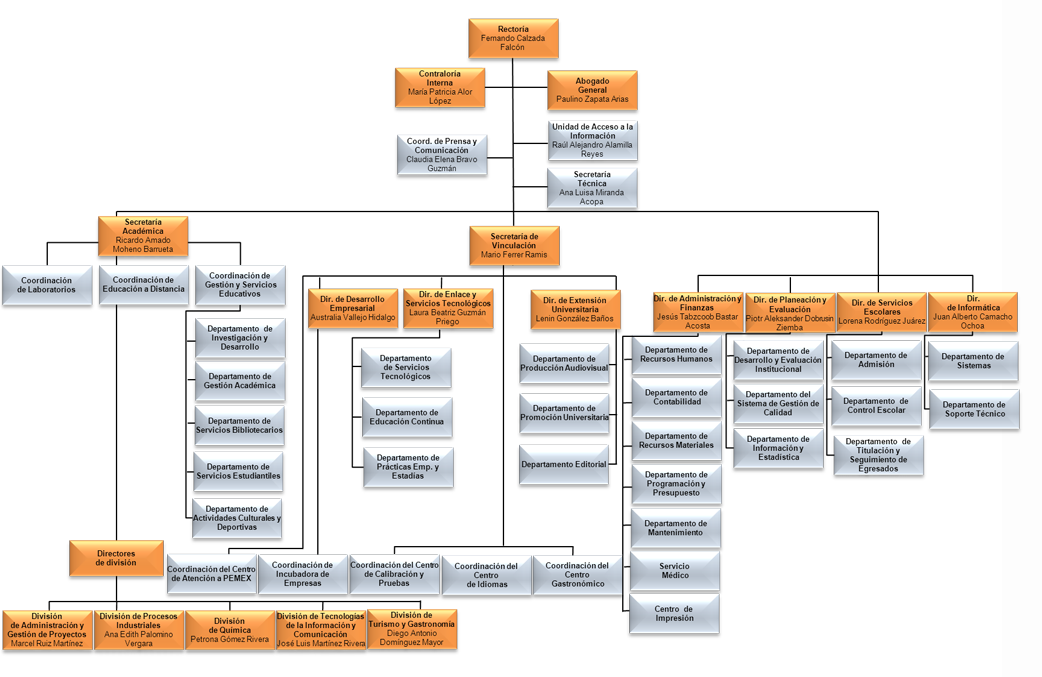 Rectoría
Fernando Calzada
Falcón
Contraloría
Interna
María Patricia Alor
López
Abogado
General
Paulino Zapata Arias
Coord. de Prensa y
Comunicación
Claudia Elena Bravo
Guzmán
Unidad de Acceso a la
Información
Raúl Alejandro Alamilla
Reyes
Secretaría
Técnica
Ana Luisa Miranda
Acopa
Secretaría
Académica
Ricardo Amado
Moheno Barrueta
Secretaría de
Vinculación
Mario Ferrer Ramis
Coordinación
de Laboratorios
Coordinación de
Educación a Distancia
Coordinación de
Gestión y Servicios
Educativos
Dir. de Desarrollo
Empresarial
Australia Vallejo Hidalgo
Dir. de Enlace y
Servicios Tecnológicos
Laura Beatriz Guzmán
Priego
Dir. de Extensión
Universitaria
Lenin González Baños
Dir. de Administración y
Finanzas
Jesús Tabzcoob Bastar
Acosta
Dir. de Planeación y
Evaluación
Piotr Aleksander Dobrusin
Ziemba
Dir. de Servicios
Escolares
Lorena Rodríguez Juárez
Dir.
de Informática
Juan Alberto Camacho
Ochoa
Departamento de
Investigación y
Desarrollo
Departamento de
Gestión Académica
Departamento de
Servicios Bibliotecarios
Departamento de
Servicios Estudiantiles
Departamento de
Actividades Culturales y
Deportivas
Departamento
de Servicios
Tecnológicos
Departamento de
Educación Continua
Departamento de
Prácticas Emp. y
Estadías
Departamento de
Producción Audiovisual
Departamento de
Promoción Universitaria
Departamento Editorial
Departamento de
Recursos Humanos
Departamento de
Contabilidad
Departamento de
Recursos Materiales
Departamento de
Programación y
Presupuesto
Departamento de
Mantenimiento
Servicio
Médico
Centro de
Impresión
Departamento de
Desarrollo y Evaluación
Institucional
Departamento del
Sistema de Gestión de
Calidad
Departamento de
Información y
Estadística
Departamento de
Admisión
Departamento de
Control Escolar
Departamento de
Titulación y
Seguimiento de
Egresados
Departamento de
Sistemas
Departamento de
Soporte Técnico
Directores
de división
Coordinación del Centro
de Atención a PEMEX
Coordinación de
Incubadora de
Empresas
Coordinación del Centro
de Calibración y
Pruebas
Coordinación del
Centro
de Idiomas
Coordinación del
Centro
Gastronómico
División
de Administración y
Gestión de Proyectos
Marcel Ruiz Martínez
División de Procesos
Industriales
Ana Edith Palomino
Vergara
División
de Química
Petrona Gómez Rivera
División de Tecnologías
de la Información y
Comunicación
José Luis Martínez Rivera
División de
Turismo y Gastronomía
Diego Antonio
Domínguez Mayor